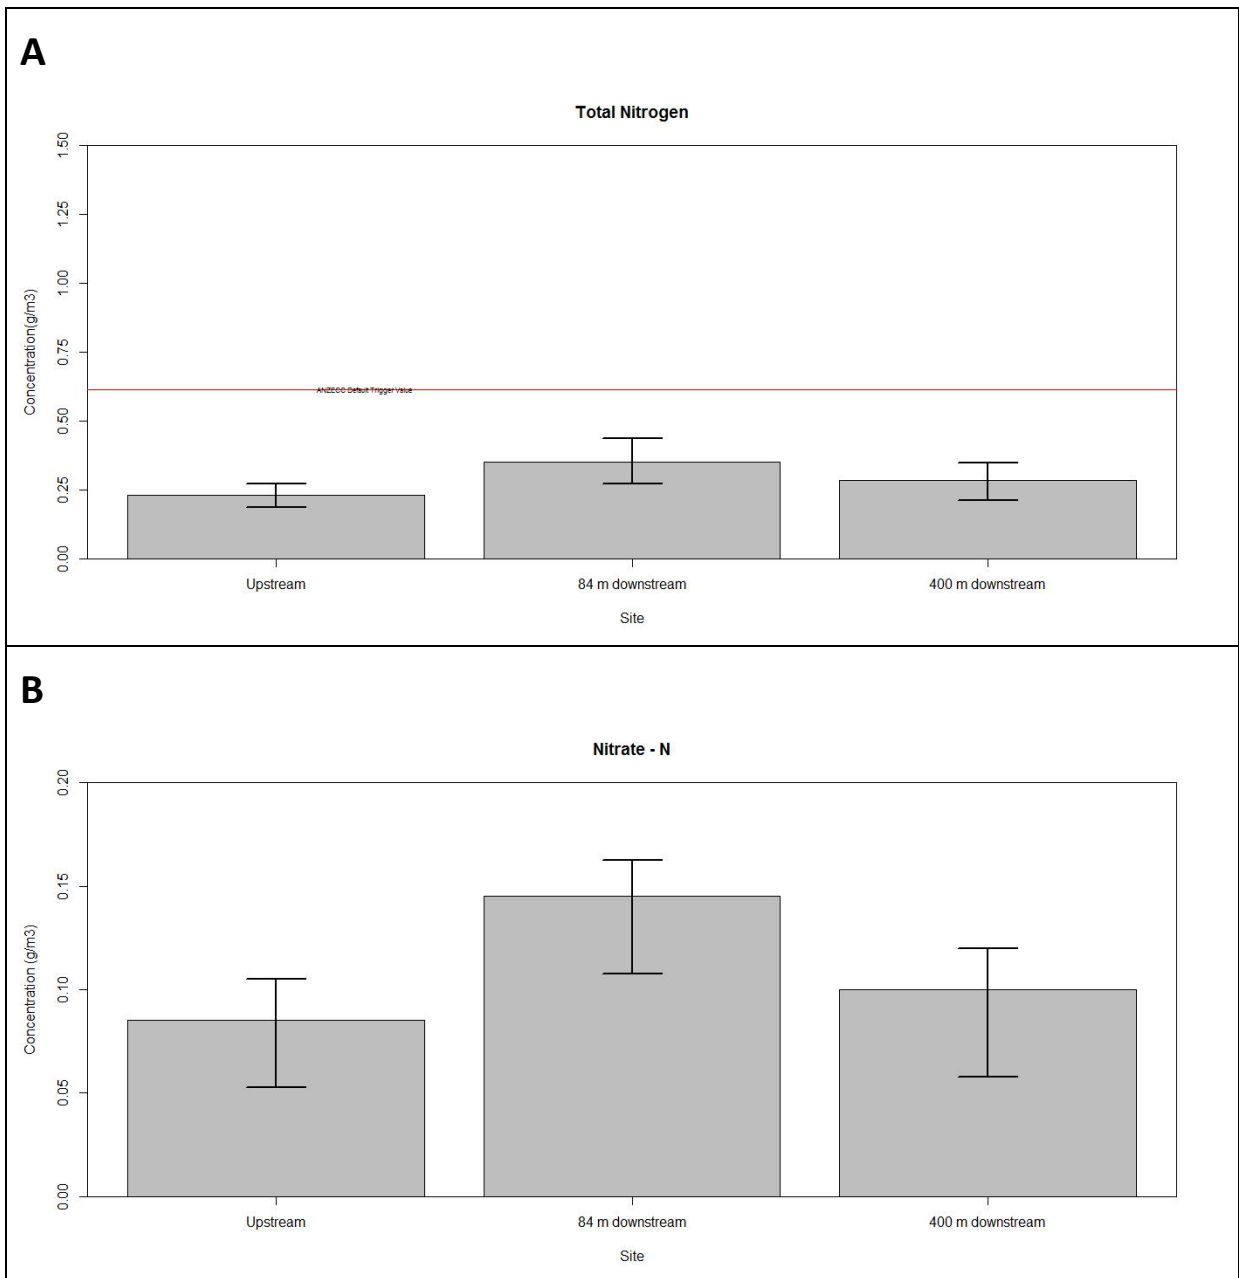 A
Total Nitrogen
Concentration(g/m3)
1.50
1.25
1.00
0.75
0.50
0.25
0.00
ANZECC Default Trigger Value
Upstream
84 m downstream
400 m downstream
Site
B
Nitrate - N
Concentration (g/m3)
0.20
0.15
0.10
0.05
0.00
Upstream
84 m downstream
400 m downstream
Site